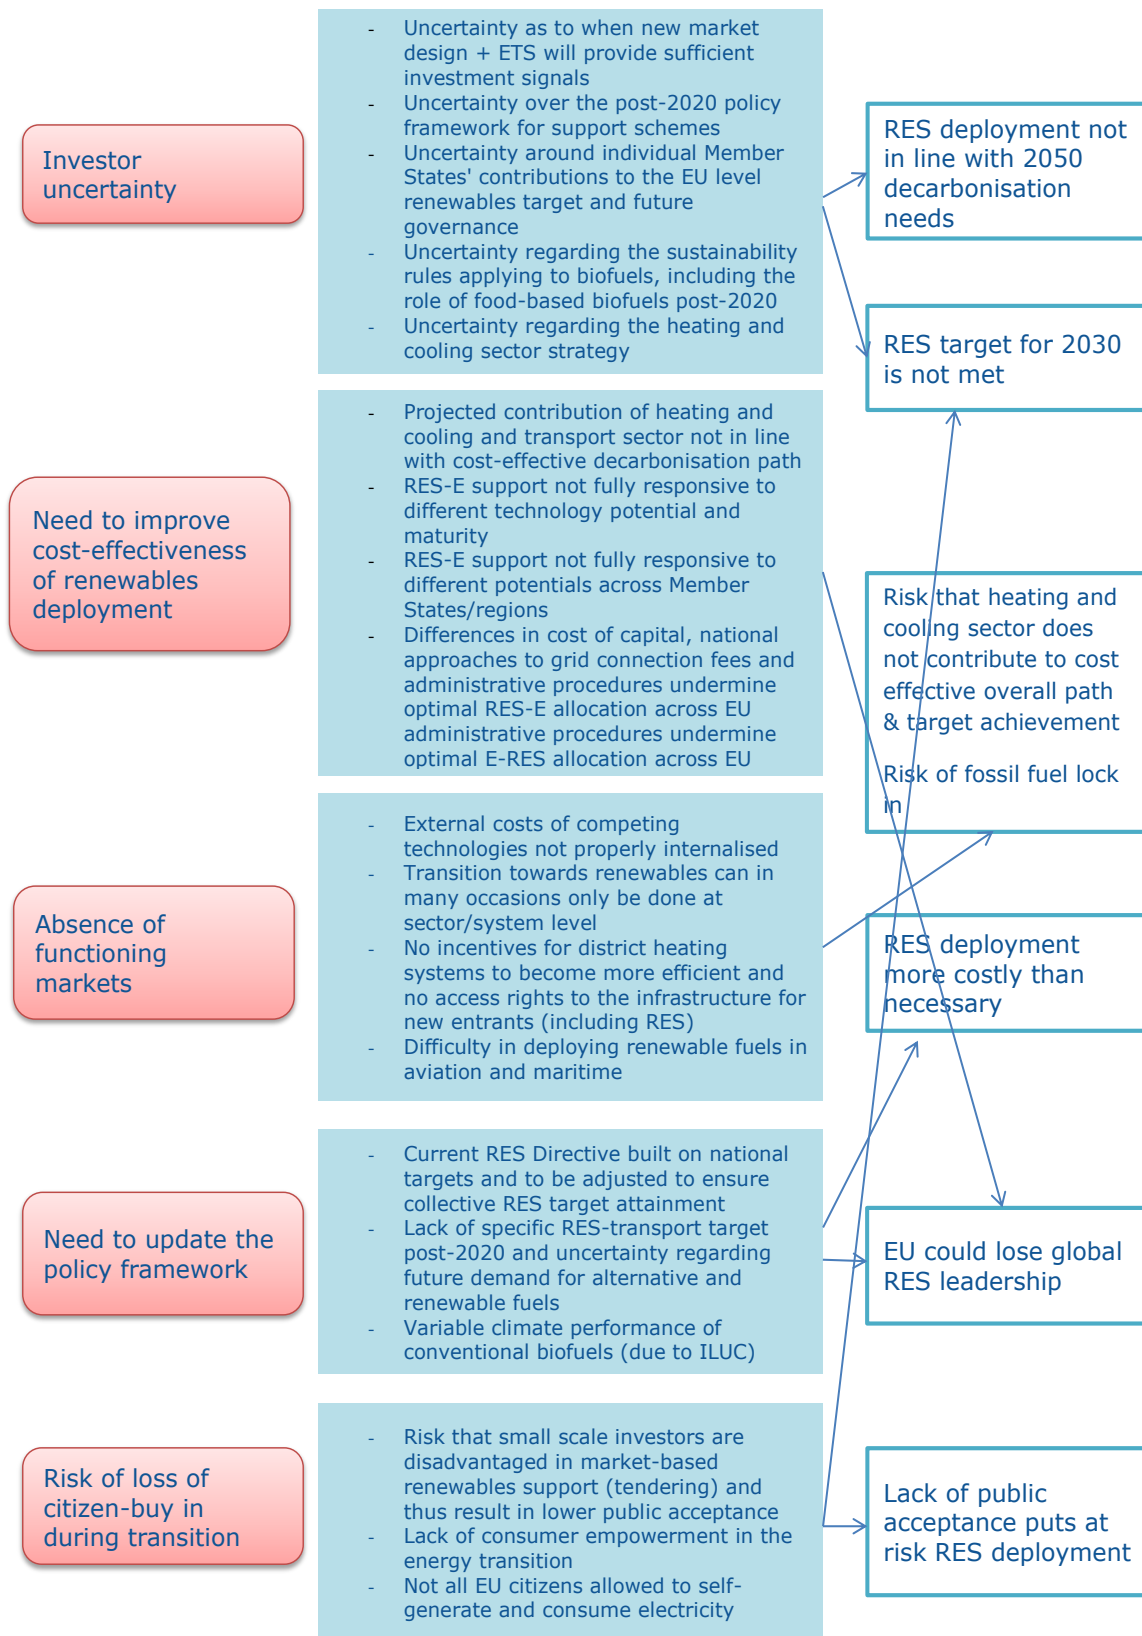 Investor
uncertainty
- Uncertainty as to when new market
design + ETS will provide sufficient
investment signals
- Uncertainty over the post-2020 policy
framework for support schemes
- Uncertainty around individual Member
States' contributions to the EU level
renewables target and future
governance
- Uncertainty regarding the sustainability
rules applying to biofuels, including the
role of food-based biofuels post-2020
- Uncertainty regarding the heating and
cooling sector strategy
RES deployment not
in line with 2050
decarbonisation
needs
RES target for 2030
is not met
Need to improve
cost-effectiveness
of renewables
deployment
- Projected contribution of heating and
cooling and transport sector not in line
with cost-effective decarbonisation path
- RES-E support not fully responsive to
different technology potential and
maturity
- RES-E support not fully responsive to
different potentials across Member
States/regions
- Differences in cost of capital, national
approaches to grid connection fees and
administrative procedures undermine
optimal RES-E allocation across EU
administrative procedures undermine
optimal E-RES allocation across EU
Risk that heating and
cooling sector does
not contribute to cost
effective overall path
& target achievement
Risk of fossil fuel lock
in
Absence of
functioning
markets
- External costs of competing
technologies not properly internalised
- Transition towards renewables can in
many occasions only be done at
sector/system level
- No incentives for district heating
systems to become more efficient and
no access rights to the infrastructure for
new entrants (including RES)
- Difficulty in deploying renewable fuels in
aviation and maritime
RES deployment
more costly than
necessary
Need to update the
policy framework
- Current RES Directive built on national
targets and to be adjusted to ensure
collective RES target attainment
- Lack of specific RES-transport target
post-2020 and uncertainty regarding
future demand for alternative and
renewable fuels
- Variable climate performance of
conventional biofuels (due to ILUC)
EU could lose global
RES leadership
Risk of loss of
citizen-buy in
during transition
- Risk that small scale investors are
disadvantaged in market-based
renewables support (tendering) and
thus result in lower public acceptance
- Lack of consumer empowerment in the
energy transition
- Not all EU citizens allowed to self-
generate and consume electricity
Lack of public
acceptance puts at
risk RES deployment